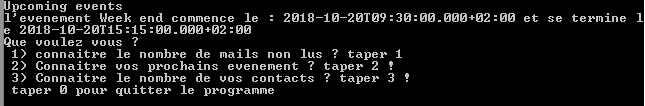 Upcoming events
l'evenement Week end commence le : 2018-10-20T09:30:00.000+02:00 et se termine l
e 2018-10-20T15:15:00.000+02:00
Que voulez vous ?
1) connaitre le nombre de mails non lus ? taper 1
2) Connaitre vos prochains evenement ? taper 2 !
3) Connaitre le nombre de vos contacts ? taper 3 !
taper 0 pour quitter le programme